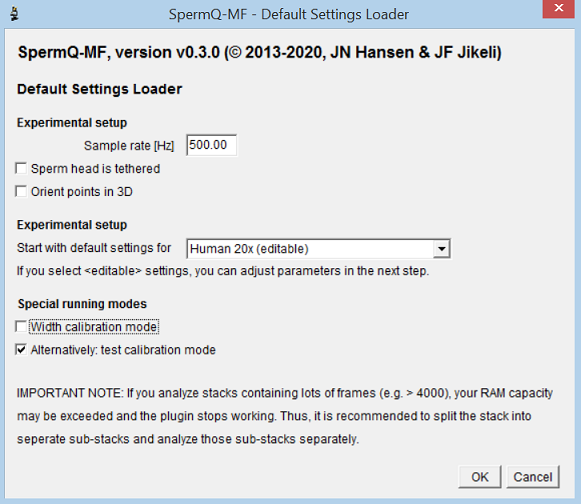 SpermQ-MF - Default Settings Loader
SpermQ-MF, version v0.3.0 (© 2013-2020, JN Hansen & JF Jikeli)
Default Settings Loader
Experimental setup
Sample rate [Hz] 500.00
Sperm head is tethered
Orient points in 3D
Experimental setup
Start with default settings for Human 20x (editable)
If you select <editable> settings, you can adjust parameters in the next step.
Special running modes
Width calibration mode
Alternatively: test calibration mode
IMPORTANT NOTE: If you analyze stacks containing lots of frames (e.g. > 4000), your RAM capacity
may be exceeded and the plugin stops working. Thus, it is recommended to split the stack into
seperate sub-stacks and analyze those sub-stacks separately.
OK Cancel